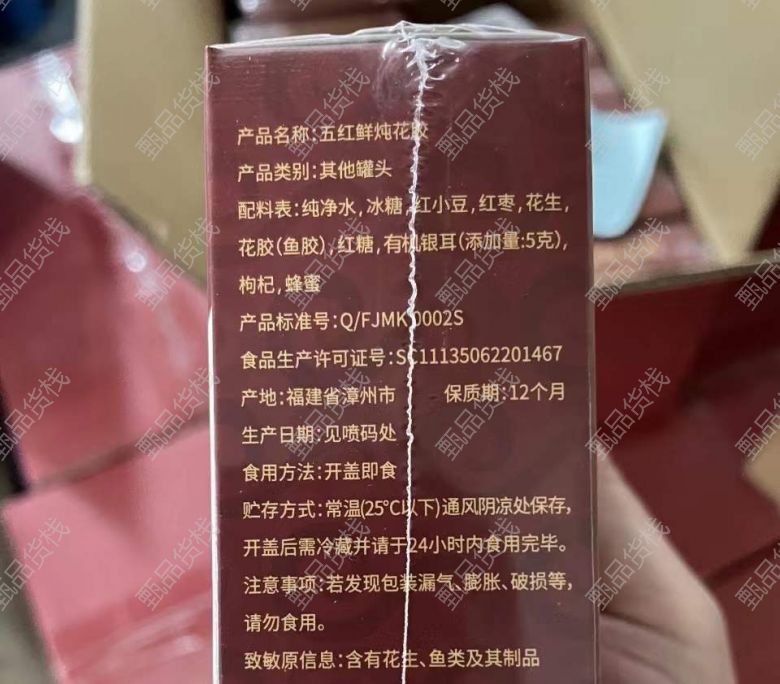 产品名称:五红鲜炖花胶
产品类别:其他罐头
配料表:纯净水,冰糖,红小豆,红枣,花生,
花胶(鱼胶),红糖,有机银耳(添加量:5克),
枸杞,蜂蜜
产品标准号:Q/FJMK 0002S
食品生产许可证号:SC11135062201467
产地:福建省漳州市 保质期:12个月
生产日期:见喷码处
食用方法:开盖即食
贮存方式:常温(25℃以下)通风阴凉处保存,
开盖后需冷藏并请于24小时内食用完毕。
注意事项:若发现包装漏气、膨胀、破损等,
请勿食用。
致敏原信息:含有花生、鱼类及其制品
甄品货栈